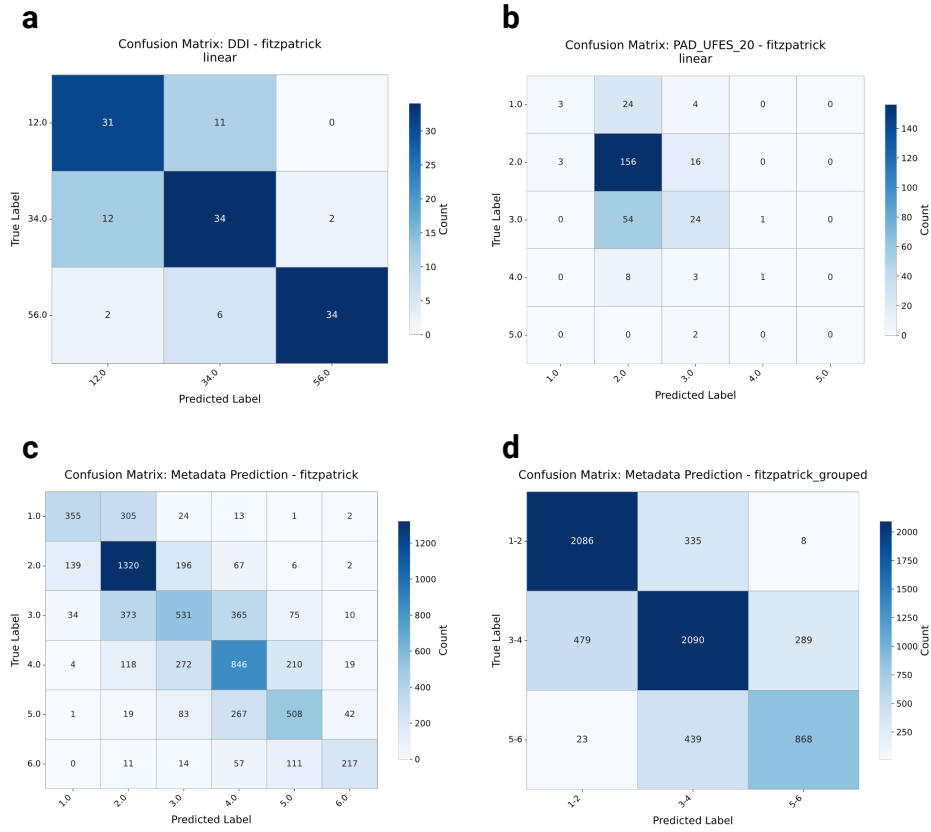 a
Confusion Matrix: DDI - fitzpatrick
linear
12.0 31 11 0
34.0 12 34 2
56.0 2 6 34
12.0 34.0 56.0
True Label
Predicted Label
30
25
20
15
10
5
0
Count
b
Confusion Matrix: PAD_UFES_20 - fitzpatrick
linear
1.0 3 24 4 0 0
2.0 3 156 16 0 0
3.0 0 54 24 1 0
4.0 0 8 3 1 0
5.0 0 0 2 0 0
1.0 2.0 3.0 4.0 5.0
True Label
Predicted Label
140
120
100
80
60
40
20
0
Count
c
Confusion Matrix: Metadata Prediction - fitzpatrick
1.0 355 305 24 13 1 2
2.0 139 1320 196 67 6 2
3.0 34 373 531 365 75 10
4.0 4 118 272 846 210 19
5.0 1 19 83 267 508 42
6.0 0 11 14 57 111 217
1.0 2.0 3.0 4.0 5.0 6.0
True Label
Predicted Label
1200
1000
800
600
400
200
0
Count
d
Confusion Matrix: Metadata Prediction - fitzpatrick_grouped
1-2 2086 335 8
3-4 479 2090 289
5-6 23 439 868
1-2 3-4 5-6
True Label
Predicted Label
2000
1750
1500
1250
1000
750
500
250
Count